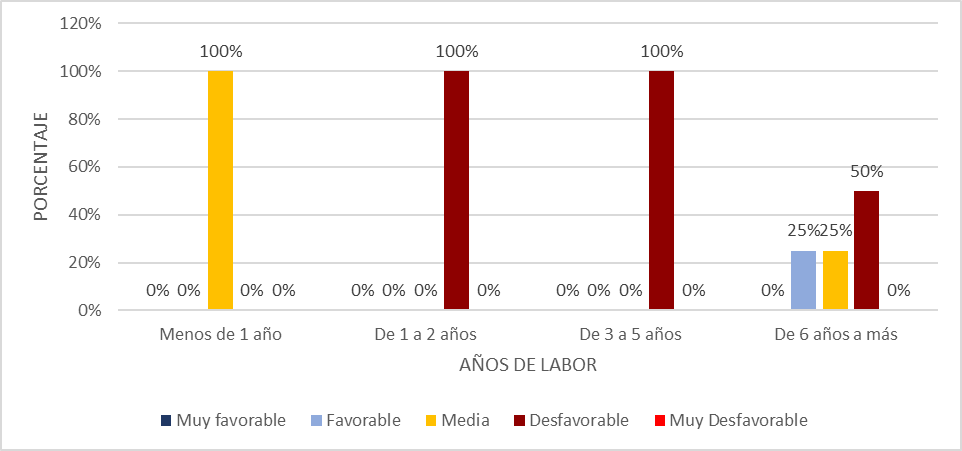 120%
100%
80%
60%
40%
20%
0%
PORCENTAJE
0% 0% 100% 0% 0%
0% 0% 0% 100% 0%
0% 0% 0% 100% 0%
0% 25% 25% 50% 0%
Menos de 1 año De 1 a 2 años De 3 a 5 años De 6 años a más
AÑOS DE LABOR
Muy favorable Favorable Media Desfavorable Muy Desfavorable